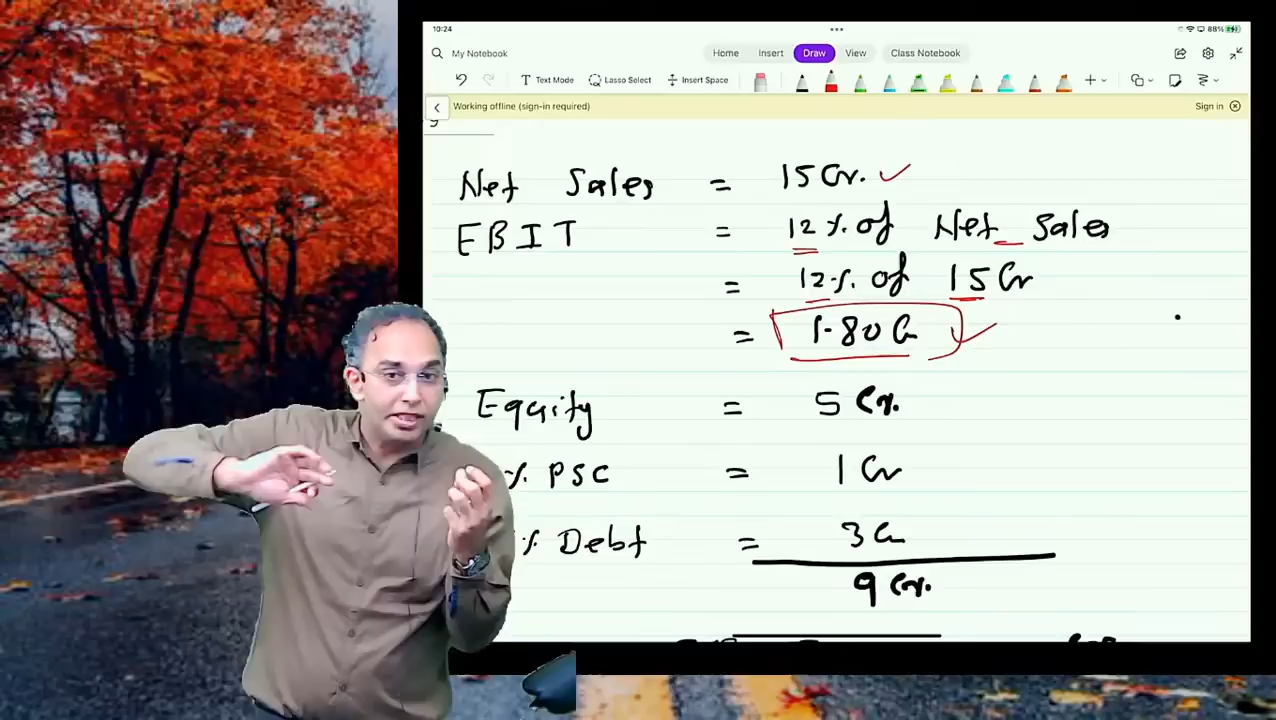 10:24
88%
My Notebook
Home Insert Draw View Class Notebook
Text Mode Lasso Select Insert Space
Working offline (sign-in required) Sign in
Net Sales = 15 Cr.
EBIT = 12 % of Net Sales
= 12 % of 15 Cr
= 1.80 Cr
Equity = 5 Cr.
% PSC = 1 Cr
% Debt = 3 Cr
9 Cr.